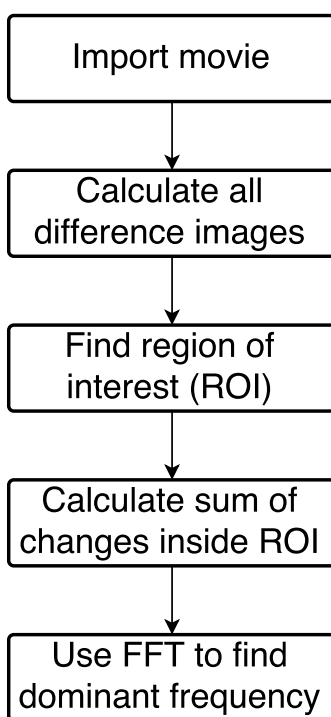 Import movie
Calculate all
difference images
Find region of
interest (ROI)
Calculate sum of
changes inside ROI
Use FFT to find
dominant frequency